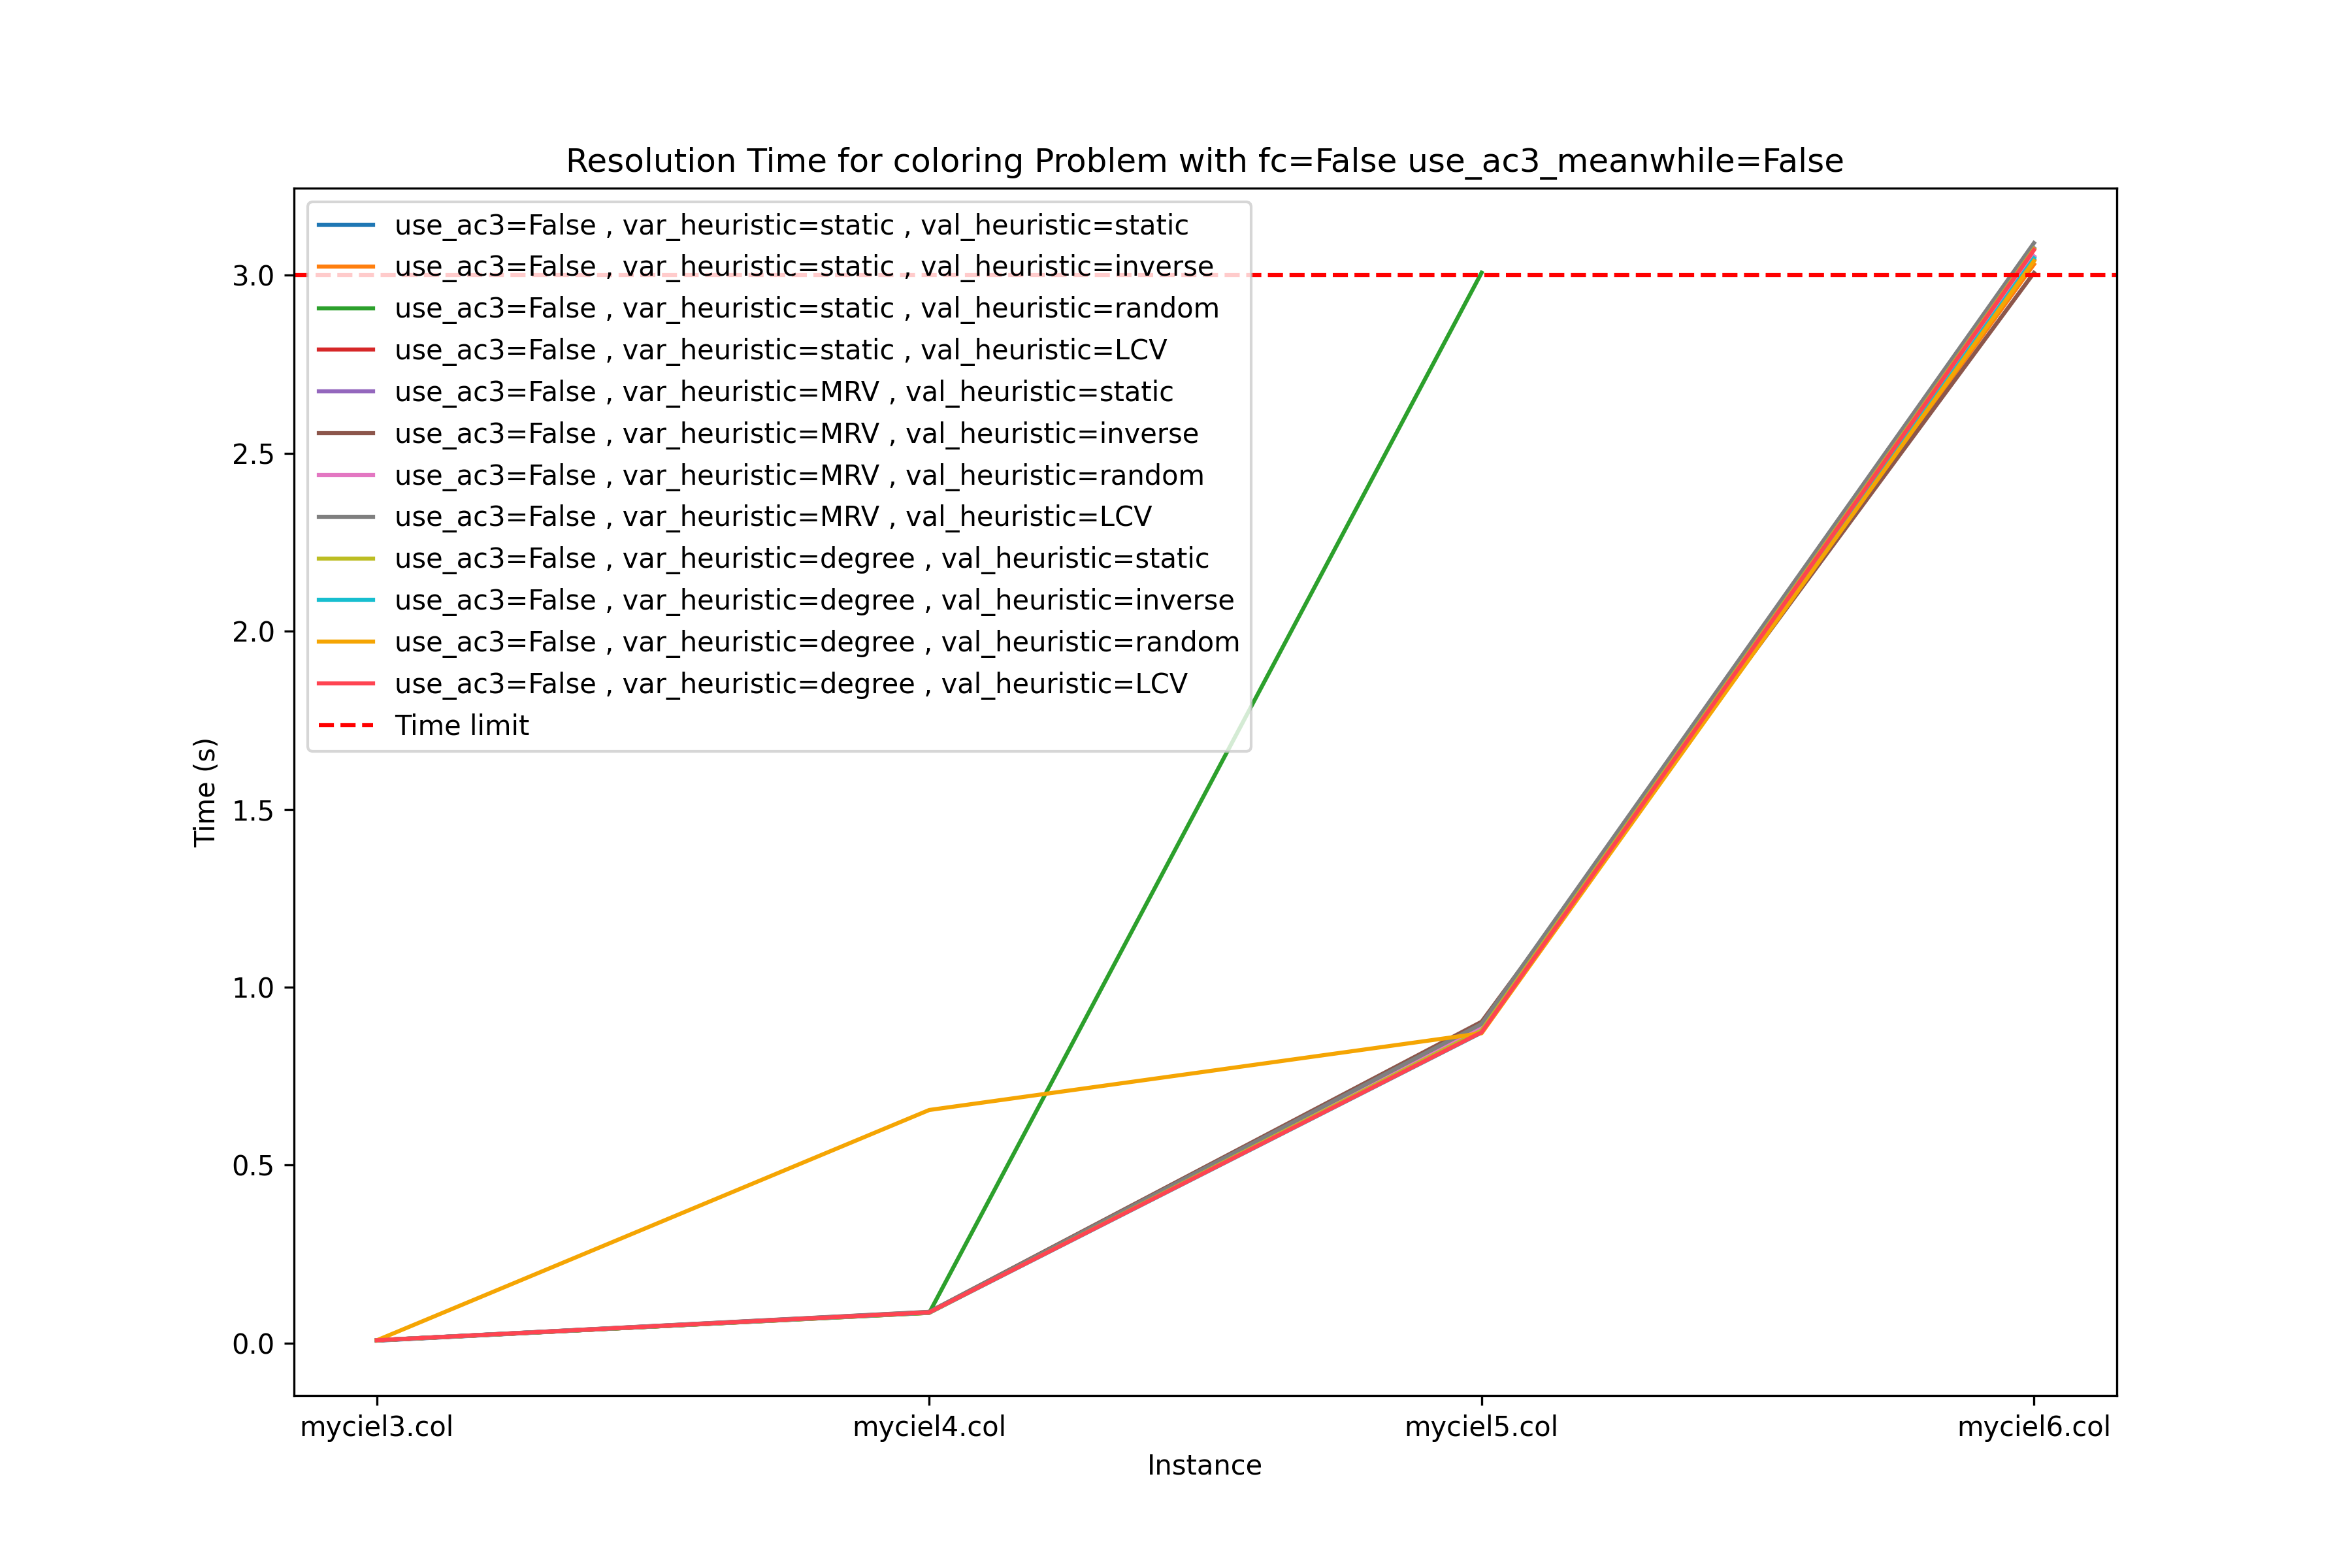 Resolution Time for coloring Problem with fc=False use_ac3_meanwhile=False
use_ac3=False , var_heuristic=static , val_heuristic=static
use_ac3=False , var_heuristic=static , val_heuristic=inverse
use_ac3=False , var_heuristic=static , val_heuristic=random
use_ac3=False , var_heuristic=static , val_heuristic=LCV
use_ac3=False , var_heuristic=MRV , val_heuristic=static
use_ac3=False , var_heuristic=MRV , val_heuristic=inverse
use_ac3=False , var_heuristic=MRV , val_heuristic=random
use_ac3=False , var_heuristic=MRV , val_heuristic=LCV
use_ac3=False , var_heuristic=degree , val_heuristic=static
use_ac3=False , var_heuristic=degree , val_heuristic=inverse
use_ac3=False , var_heuristic=degree , val_heuristic=random
use_ac3=False , var_heuristic=degree , val_heuristic=LCV
Time limit
3.0
2.5
2.0
1.5
1.0
0.5
0.0
Time (s)
myciel3.col myciel4.col myciel5.col myciel6.col
Instance